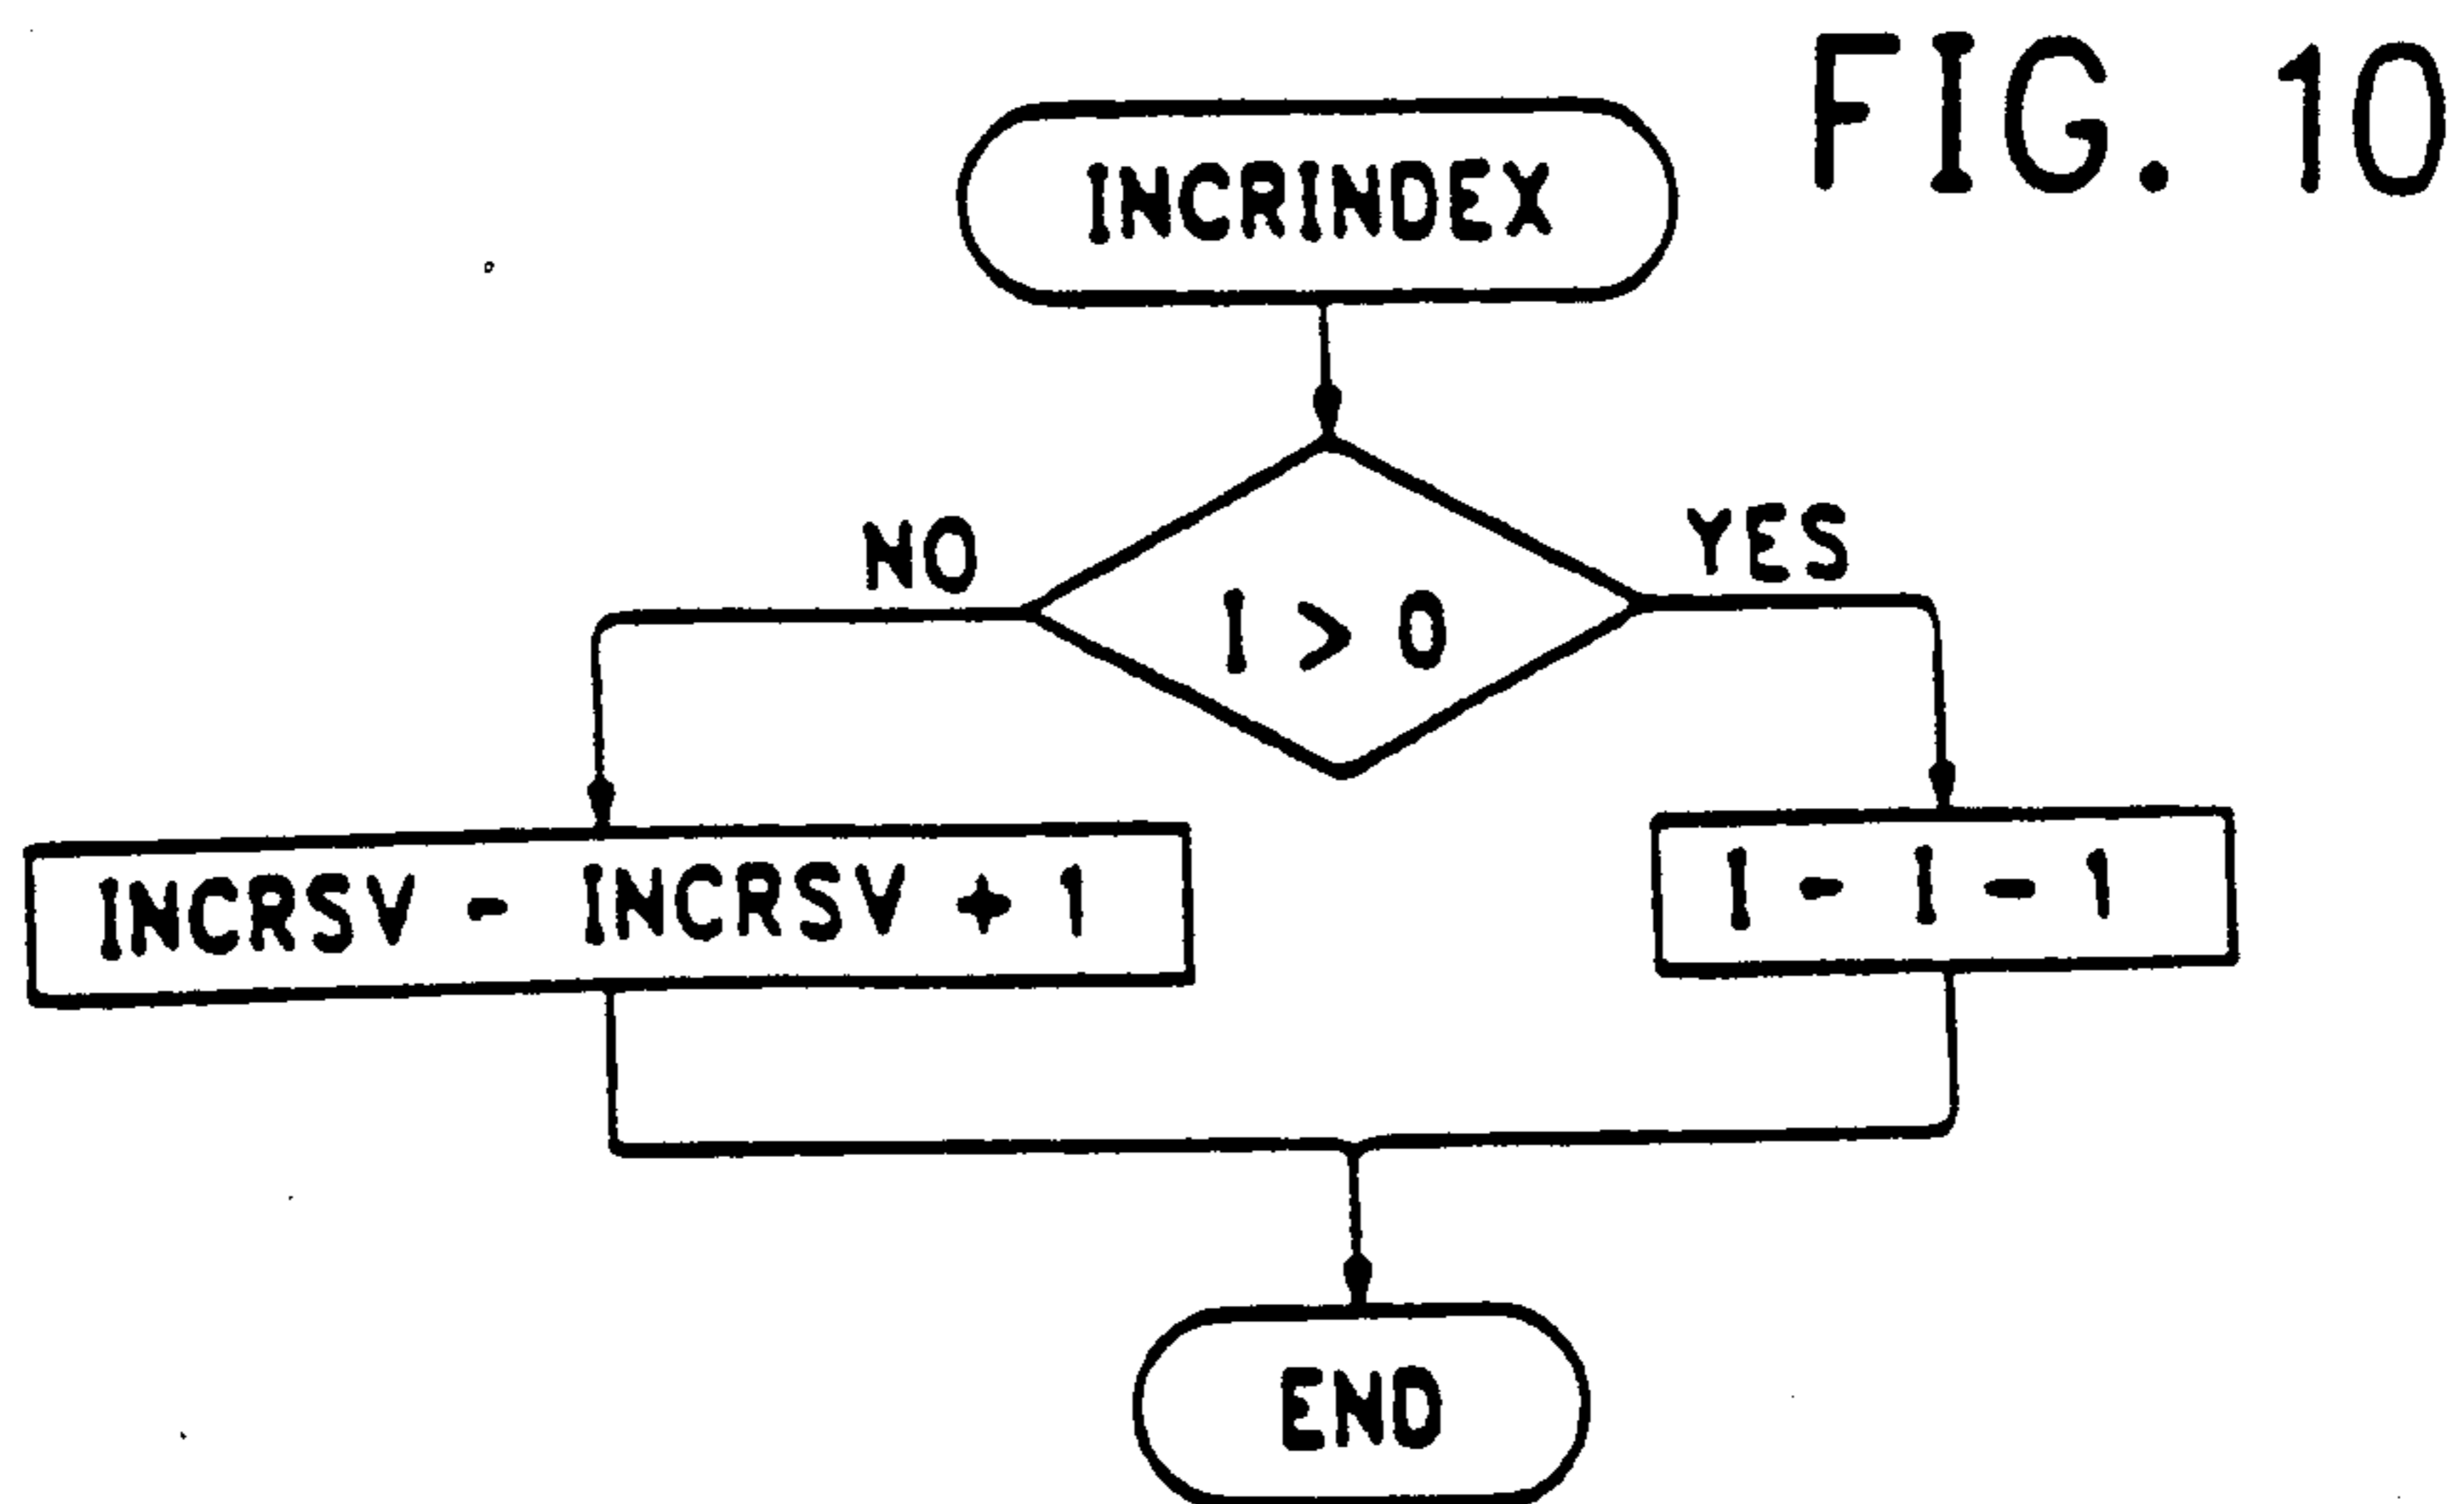 FIG. 10
INCRINDEX
NO
YES
I > 0
INCRSV - INCRSV + 1
I - I - 1
END